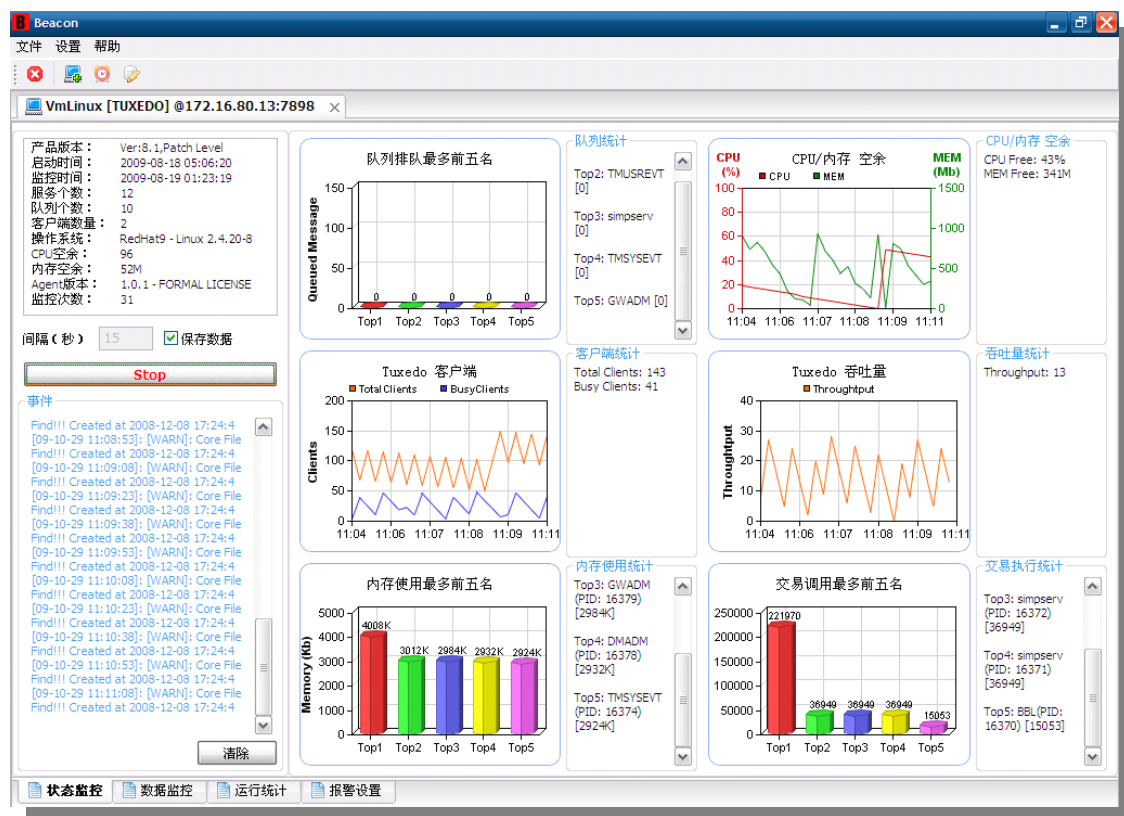 Beacon
文件 设置 帮助
VmLinux [TUXEDO] @172.16.80.13:7898
产品版本： Ver:8.1,Patch Level
启动时间： 2009-08-18 05:06:20
监控时间： 2009-08-19 01:23:19
服务个数： 12
队列个数： 10
客户端数量： 2
操作系统： RedHat9 - Linux 2.4.20-8
CPU空余： 96
内存空余： 52M
Agent版本： 1.0.1 - FORMAL LICENSE
监控次数： 31
间隔（秒） 15 保存数据
Stop
事件
Find!!! Created at 2008-12-08 17:24:4
[09-10-29 11:08:53]: [WARN]: Core File
Find!!! Created at 2008-12-08 17:24:4
[09-10-29 11:09:08]: [WARN]: Core File
Find!!! Created at 2008-12-08 17:24:4
[09-10-29 11:09:23]: [WARN]: Core File
Find!!! Created at 2008-12-08 17:24:4
[09-10-29 11:09:38]: [WARN]: Core File
Find!!! Created at 2008-12-08 17:24:4
[09-10-29 11:09:53]: [WARN]: Core File
Find!!! Created at 2008-12-08 17:24:4
[09-10-29 11:10:08]: [WARN]: Core File
Find!!! Created at 2008-12-08 17:24:4
[09-10-29 11:10:23]: [WARN]: Core File
Find!!! Created at 2008-12-08 17:24:4
[09-10-29 11:10:38]: [WARN]: Core File
Find!!! Created at 2008-12-08 17:24:4
[09-10-29 11:10:53]: [WARN]: Core File
Find!!! Created at 2008-12-08 17:24:4
[09-10-29 11:11:08]: [WARN]: Core File
Find!!! Created at 2008-12-08 17:24:4
清除
队列排队最多前五名
Queued Message
150
100
50
0
0 0 0 0 0
Top1 Top2 Top3 Top4 Top5
队列统计
Top2: TMUSREVT
[0]
Top3: simpserv
[0]
Top4: TMSYSEVT
[0]
Top5: GWADM [0]
CPU/内存 空余
CPU
(%)
MEM
(Mb)
CPU MEM
100
80
60
40
20
0
1500
1000
500
0
11:04 11:06 11:07 11:08 11:09 11:11
CPU/内存 空余
CPU Free: 43%
MEM Free: 341M
Tuxedo 客户端
Total Clients BusyClients
Clients
200
150
100
50
0
11:04 11:06 11:07 11:08 11:09 11:11
客户端统计
Total Clients: 143
Busy Clients: 41
Tuxedo 吞吐量
Throughtput
Throughtput
40
30
20
10
0
11:04 11:06 11:07 11:08 11:09 11:11
吞吐量统计
Throughput: 13
内存使用最多前五名
Memory (Kb)
5000
4000
3000
2000
1000
0
4008K 3012K 2984K 2932K 2924K
Top1 Top2 Top3 Top4 Top5
内存使用统计
Top3: GWADM
(PID: 16379)
[2984K]
Top4: DMADM
(PID: 16378)
[2932K]
Top5: TMSYSEVT
(PID: 16374)
[2924K]
交易调用最多前五名
250000
200000
150000
100000
50000
0
221970 36949 36949 36949 15053
Top1 Top2 Top3 Top4 Top5
交易执行统计
Top3: simpserv
(PID: 16372)
[36949]
Top4: simpserv
(PID: 16371)
[36949]
Top5: BBL(PID:
16370) [15053]
状态监控 数据监控 运行统计 报警设置